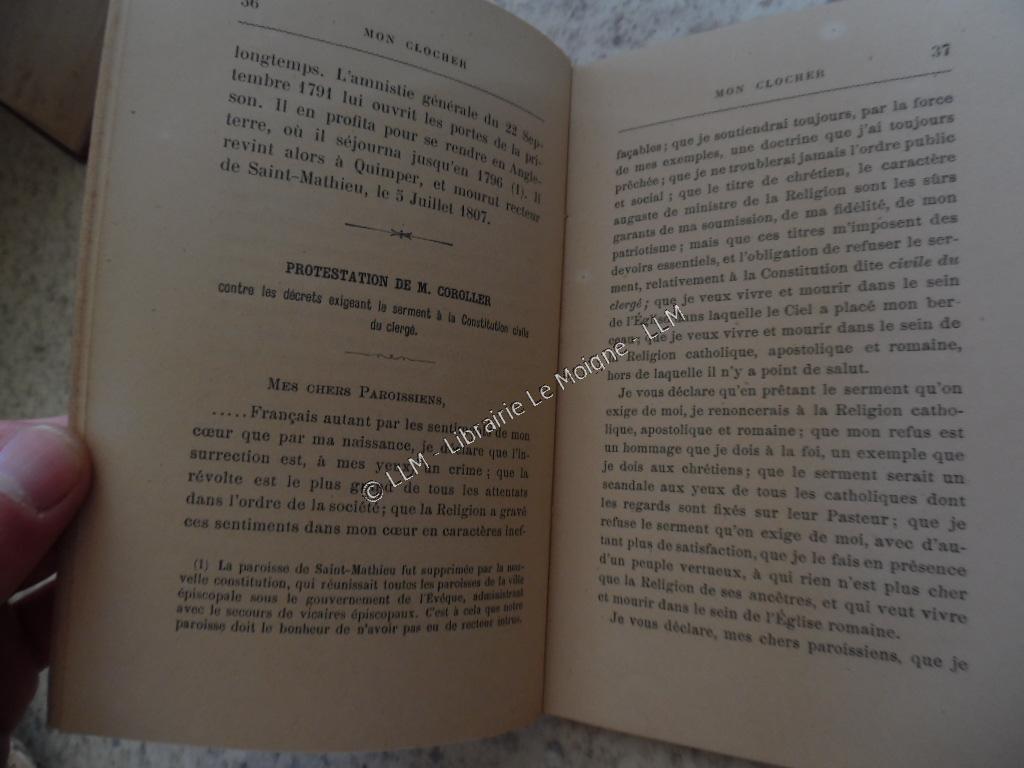 36
MON CLOCHER
longtemps. L'amnistie générale du 22 Sep-
tembre 1791 lui ouvrit les portes de la pri-
son. Il en profita pour se rendre en Angle-
terre, où il séjourna jusqu'en 1796 (1). Il
revint alors à Quimper, et mourut recteur
de Saint-Mathieu, le 5 Juillet 1807.
PROTESTATION DE M. COROLLER
contre les décrets exigeant le serment à la Constitution civile
du clergé.
MES CHERS PAROISSIENS,
.....Français autant par les sentiments de mon
cœur que par ma naissance, je déclare que l'in-
surrection est, à mes yeux, un crime; que la
révolte est le plus grand de tous les attentats
dans l'ordre de la société; que la Religion a gravé
ces sentiments dans mon cœur en caractères inef-
(1) La paroisse de Saint-Mathieu fut supprimée par la nou-
velle constitution, qui réunissait toutes les paroisses de la ville
épiscopale sous le gouvernement de l'Evêque, administrant
avec le secours de vicaires épiscopaux. C'est à cela que notre
paroisse doit le bonheur de n'avoir pas eu de recteur intrus.
MON CLOCHER
37
façables; que je soutiendrai toujours, par la force
de mes exemples, une doctrine que j'ai toujours
prêchée; que je ne troublerai jamais l'ordre public
et social; que le titre de chrétien, le caractère
auguste de ministre de la Religion sont les sûrs
garants de ma soumission, de ma fidélité, de mon
patriotisme; mais que ces titres m'imposent des
devoirs essentiels, et l'obligation de refuser le ser-
ment, relativement à la Constitution dite civile du
clergé; que je veux vivre et mourir dans le sein
de l'Église dans laquelle le Ciel a placé mon ber-
ceau; que je veux vivre et mourir dans le sein de
la Religion catholique, apostolique et romaine,
hors de laquelle il n'y a point de salut.
Je vous déclare qu'en prêtant le serment qu'on
exige de moi, je renoncerais à la Religion catho-
lique, apostolique et romaine; que mon refus est
un hommage que je dois à la foi, un exemple que
je dois aux chrétiens; que le serment serait un
scandale aux yeux de tous les catholiques dont
les regards sont fixés sur leur Pasteur; que je
refuse le serment qu'on exige de moi, avec d'au-
tant plus de satisfaction, que je le fais en présence
d'un peuple vertueux, à qui rien n'est plus cher
que la Religion de ses ancêtres, et qui veut vivre
et mourir dans le sein de l'Église romaine.
Je vous déclare, mes chers paroissiens, que je
© LLM - Librairie Le Moigne - LLM